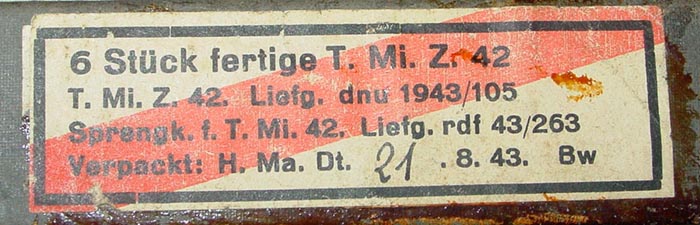 6 Stück fertige T. Mi. Z. 42
T. Mi. Z. 42. Liefg. dnu 1943/105
Sprengk. f. T. Mi. 42. Liefg. rdf 43/263
Verpackt: H. Ma. Dt. 21 .8.43. Bw